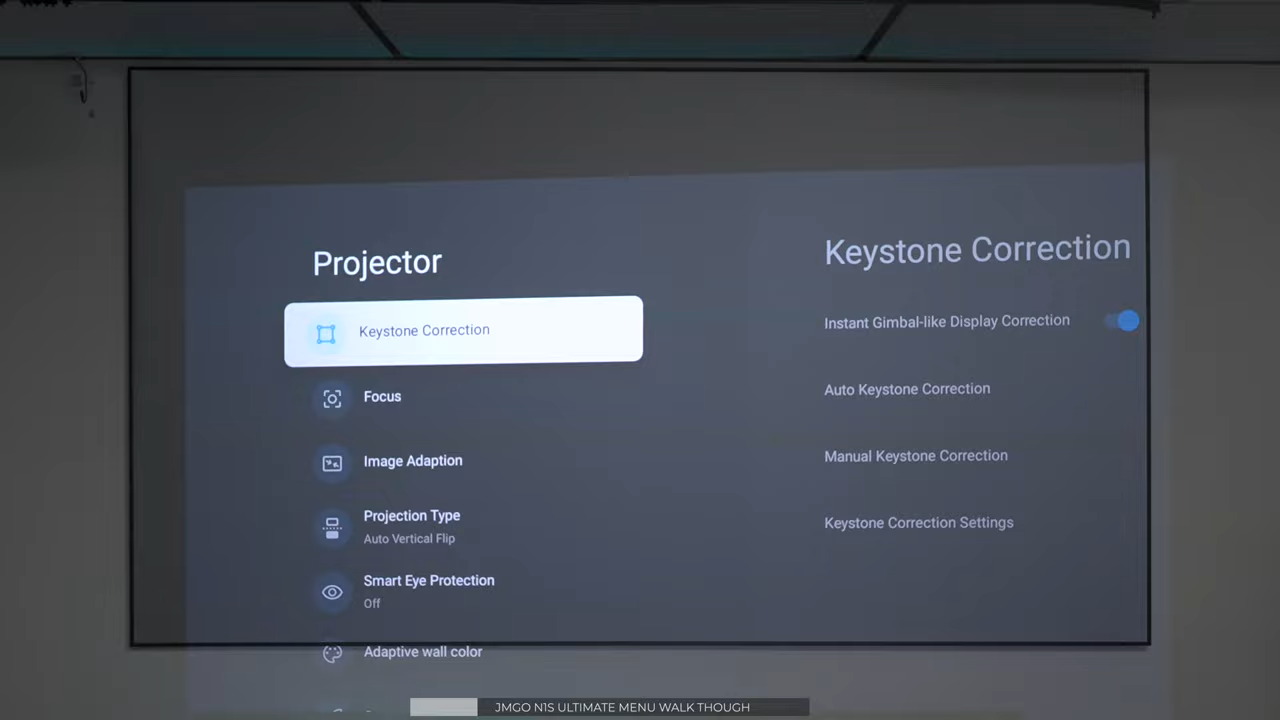 Projector
Keystone Correction
Focus
Image Adaption
Projection Type
Auto Vertical Flip
Smart Eye Protection
Off
Adaptive wall color
Keystone Correction
Instant Gimbal-like Display Correction
Auto Keystone Correction
Manual Keystone Correction
Keystone Correction Settings
JMGO N1S ULTIMATE MENU WALK THOUGH